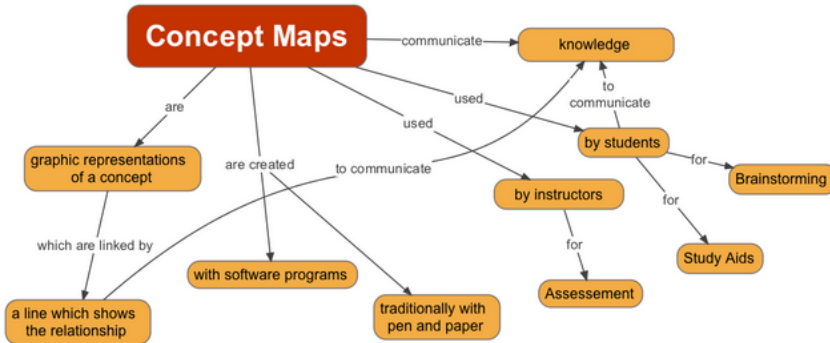 Concept Maps
communicate
knowledge
to
communicate
used
are
used
by students
for
Brainstorming
graphic representations
of a concept
are created
to communicate
by instructors
for
which are linked by
for
Study Aids
with software programs
Assessement
a line which shows
the relationship
traditionally with
pen and paper